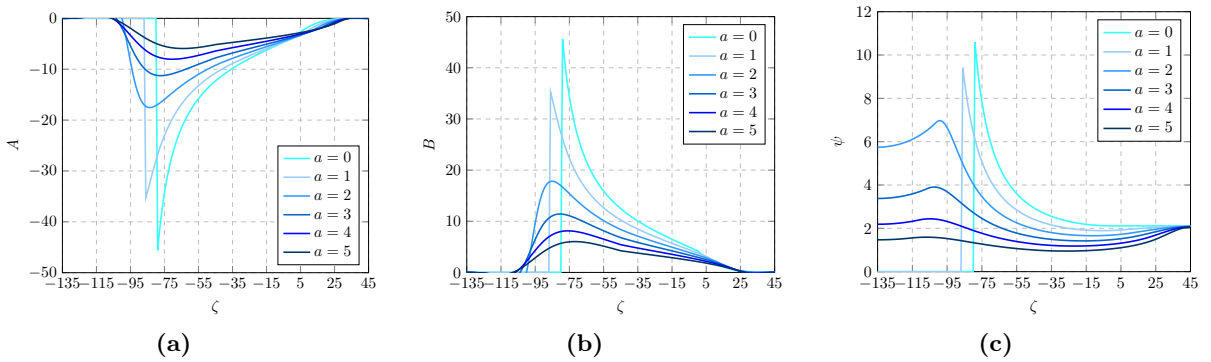 0
−10
−20
−30
−40
−50
A
−135−115 −95 −75 −55 −35 −15 5 25 45
ζ
a = 0
a = 1
a = 2
a = 3
a = 4
a = 5
(a)
50
40
30
20
10
0
B
−135−115 −95 −75 −55 −35 −15 5 25 45
ζ
a = 0
a = 1
a = 2
a = 3
a = 4
a = 5
(b)
12
10
8
6
4
2
0
ψ
−135−115 −95 −75 −55 −35 −15 5 25 45
ζ
a = 0
a = 1
a = 2
a = 3
a = 4
a = 5
(c)